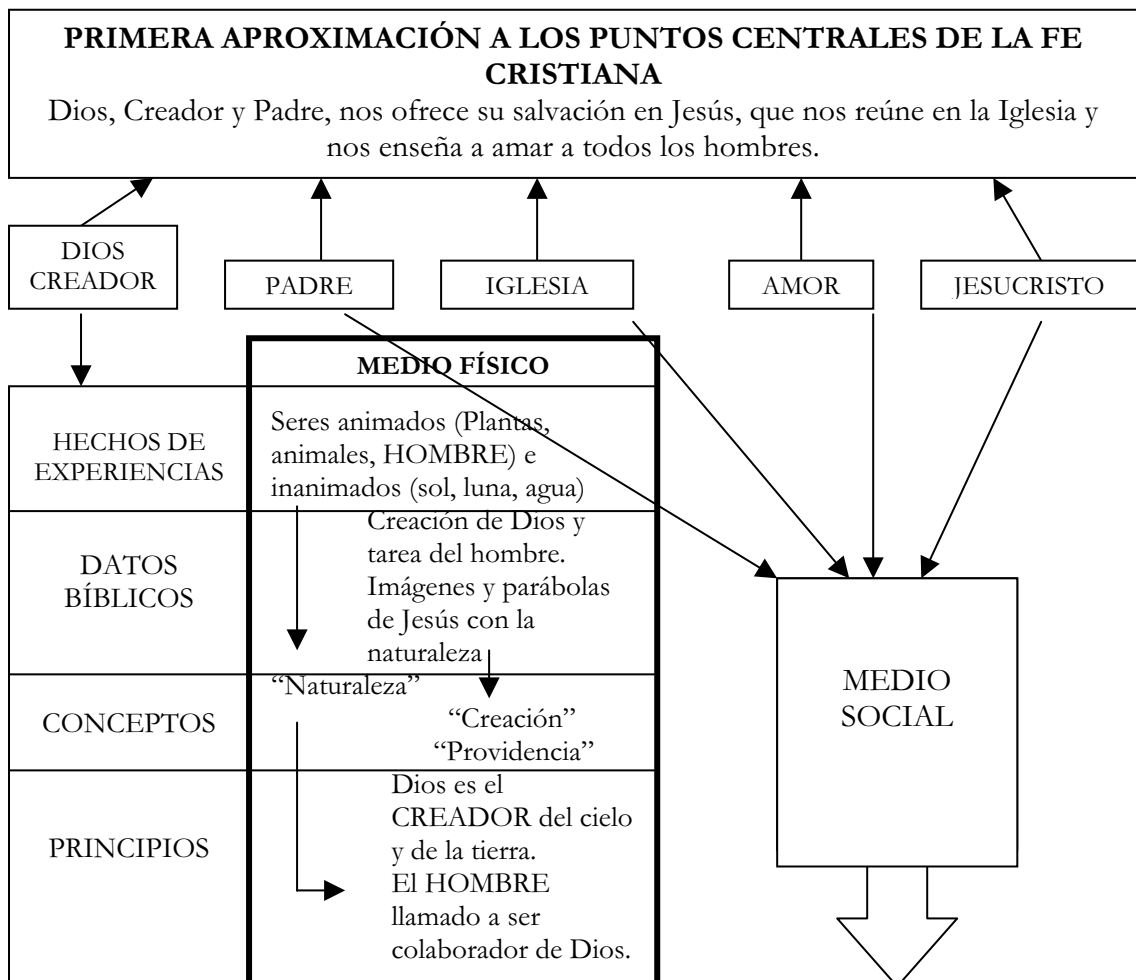 PRIMERA APROXIMACIÓN A LOS PUNTOS CENTRALES DE LA FE
CRISTIANA
Dios, Creador y Padre, nos ofrece su salvación en Jesús, que nos reúne en la Iglesia y
nos enseña a amar a todos los hombres.
DIOS
CREADOR
PADRE
IGLESIA
AMOR
JESUCRISTO
MEDIO FÍSICO
HECHOS DE
EXPERIENCIAS
Seres animados (Plantas,
animales, HOMBRE) e
inanimados (sol, luna, agua)
DATOS
BÍBLICOS
Creación de Dios y
tarea del hombre.
Imágenes y parábolas
de Jesús con la
naturaleza
CONCEPTOS
“Naturaleza”
“Creación”
“Providencia”
PRINCIPIOS
Dios es el
CREADOR del cielo
y de la tierra.
El HOMBRE
llamado a ser
colaborador de Dios.
MEDIO
SOCIAL